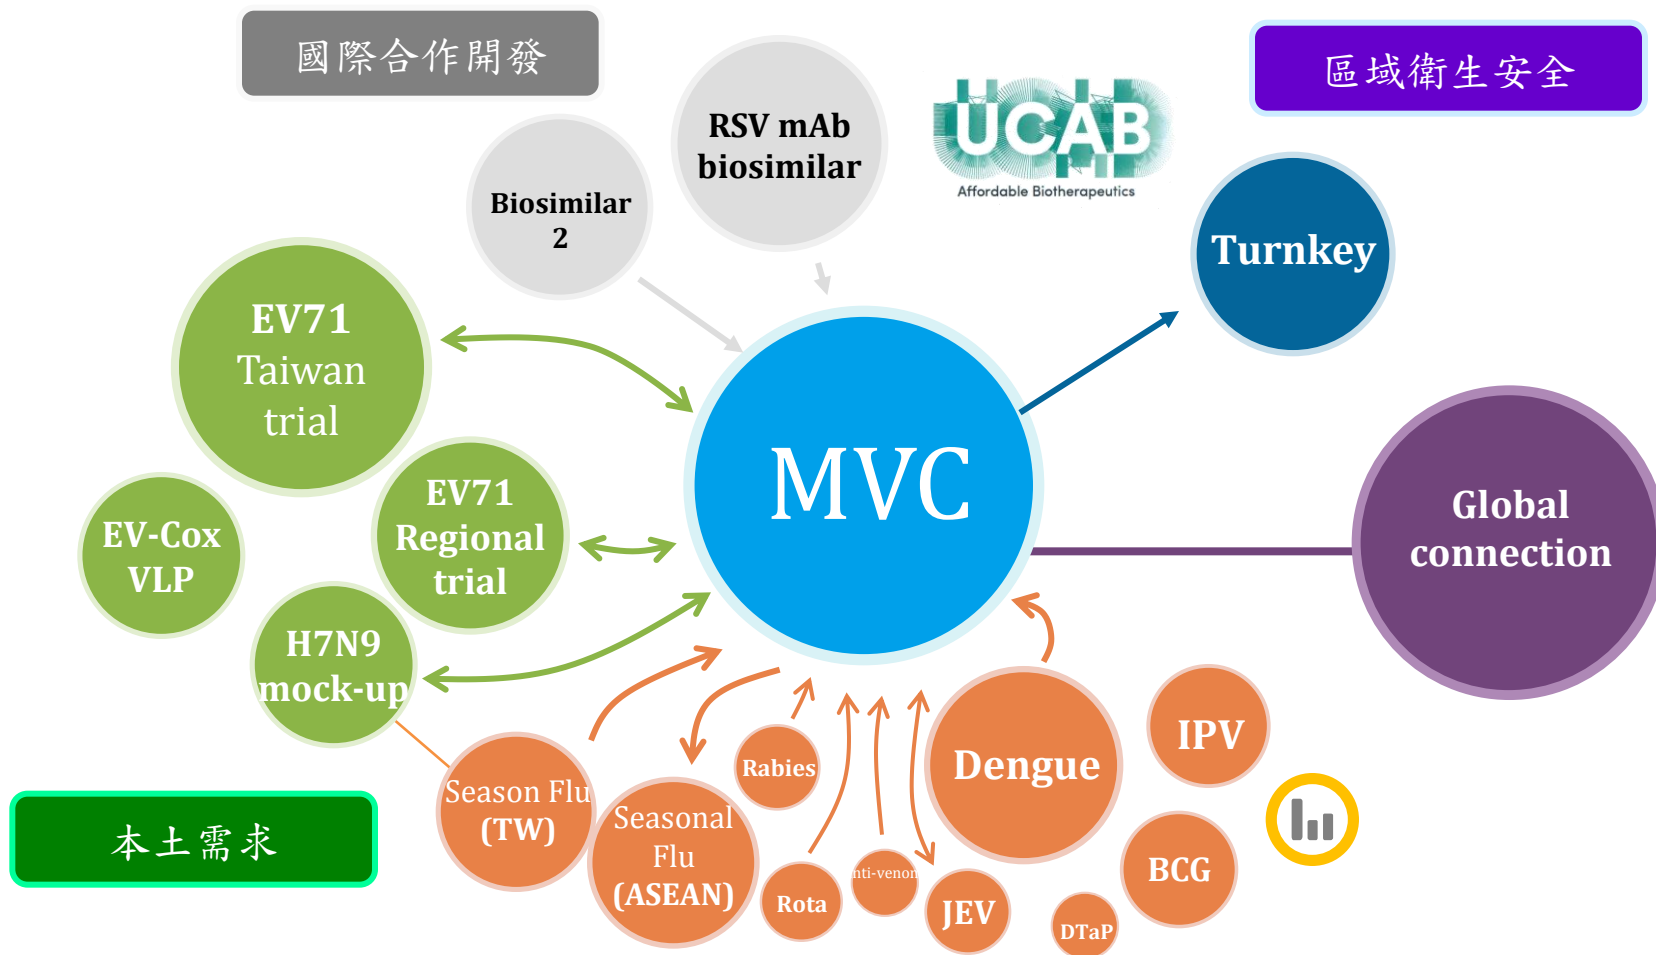 國際合作開發
區域衛生安全
RSV mAb
biosimilar
UCAB
Affordable Biotherapeutics
Biosimilar
2
Turnkey
EV71
Taiwan
trial
MVC
EV71
Regional
trial
EV-Cox
VLP
Global
connection
H7N9
mock-up
本土需求
Season Flu
(TW)
Seasonal
Flu
(ASEAN)
Rabies
Rota
nti-venom
JEV
Dengue
IPV
BCG
DTaP